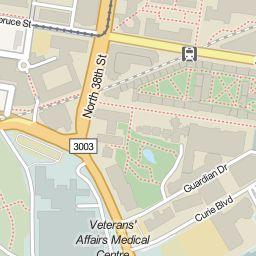 Spruce St
North 38th St
3003
Guardian Dr
Curie Blvd
Veterans'
Affairs Medical
Centre